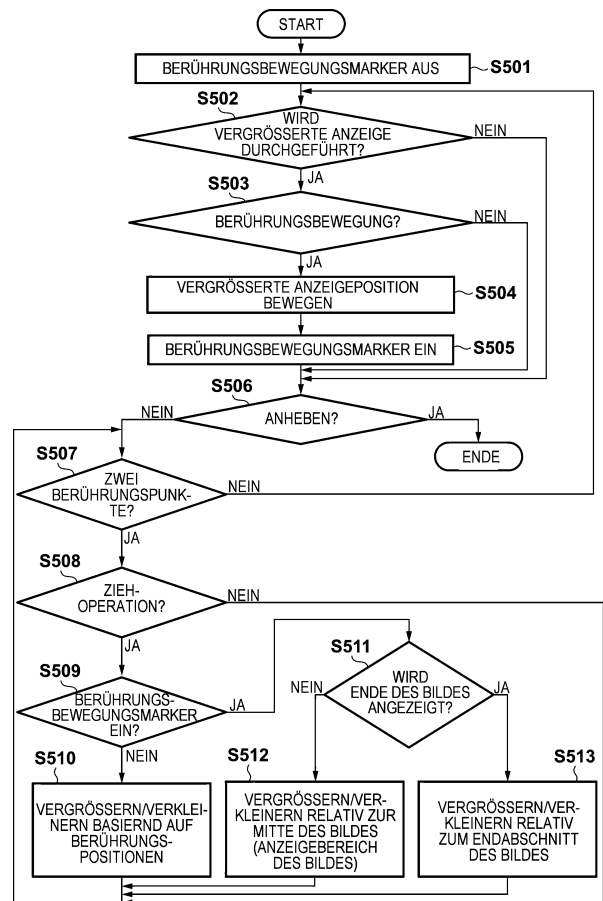 START
BERÜHRUNGSBEWEGUNGSMARKER AUS
S501
S502
WIRD
VERGRÖSSERTE ANZEIGE
DURCHGEFÜHRT?
NEIN
JA
S503
BERÜHRUNGSBEWEGUNG?
NEIN
JA
VERGRÖSSERTE ANZEIGEPOSITION
BEWEGEN
S504
BERÜHRUNGSBEWEGUNGSMARKER EIN
S505
S506
NEIN
ANHEBEN?
JA
ENDE
S507
ZWEI
BERÜHRUNGSPUNK-
TE?
NEIN
JA
S508
ZIEH-
OPERATION?
NEIN
JA
S509
BERÜHRUNGS-
BEWEGUNGSMARKER
EIN?
JA
NEIN
S511
WIRD
ENDE DES BILDES
ANGEZEIGT?
NEIN
JA
S510
VERGRÖSSERN/VERKLEI-
NERN BASIERND AUF
BERÜHRUNGS-
POSITIONEN
S512
VERGRÖSSERN/VER-
KLEINERN RELATIV ZUR
MITTE DES BILDES
(ANZEIGEBEREICH
DES BILDES)
S513
VERGRÖSSERN/VER-
KLEINERN RELATIV
ZUM ENDABSCHNITT
DES BILDES